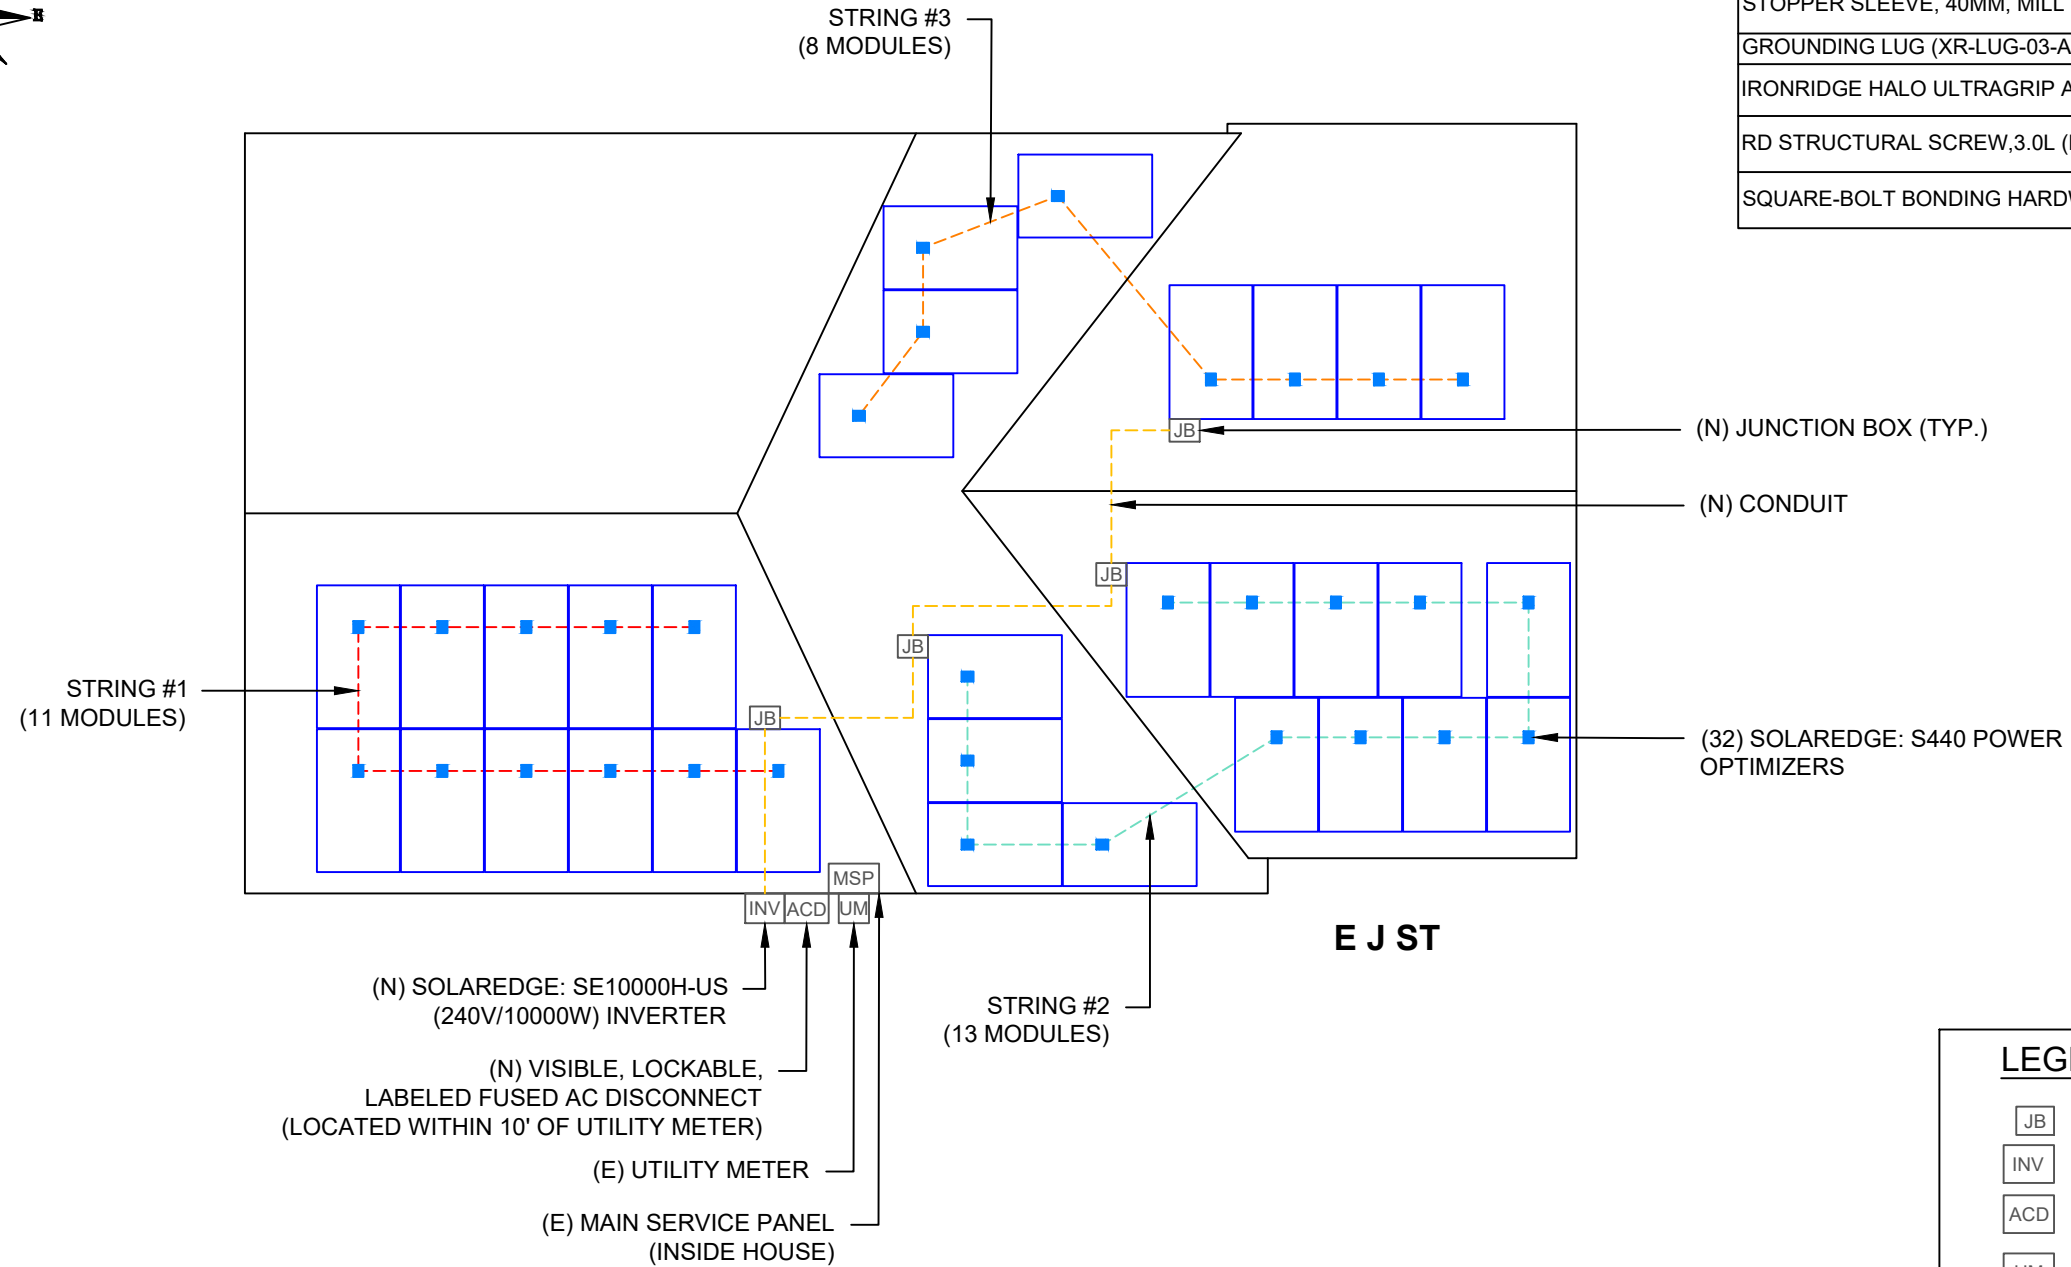 STRING #3
(8 MODULES)
STOPPER SLEEVE, 40MM, MILL
GROUNDING LUG (XR-LUG-03-A
IRONRIDGE HALO ULTRAGRIP
RD STRUCTURAL SCREW,3.0L
SQUARE-BOLT BONDING
JB
(N) JUNCTION BOX (TYP.)
(N) CONDUIT
JB
JB
STRING #1
(11 MODULES)
JB
(32) SOLAREDGE: S440 POWER
OPTIMIZERS
MSP
INV
ACD
UM
E J ST
(N) SOLAREDGE: SE10000H-US
(240V/10000W) INVERTER
STRING #2
(13 MODULES)
(N) VISIBLE, LOCKABLE,
LABELED FUSED AC DISCONNECT
(LOCATED WITHIN 10' OF UTILITY METER)
(E) UTILITY METER
(E) MAIN SERVICE PANEL
(INSIDE HOUSE)
JB
INV
ACD